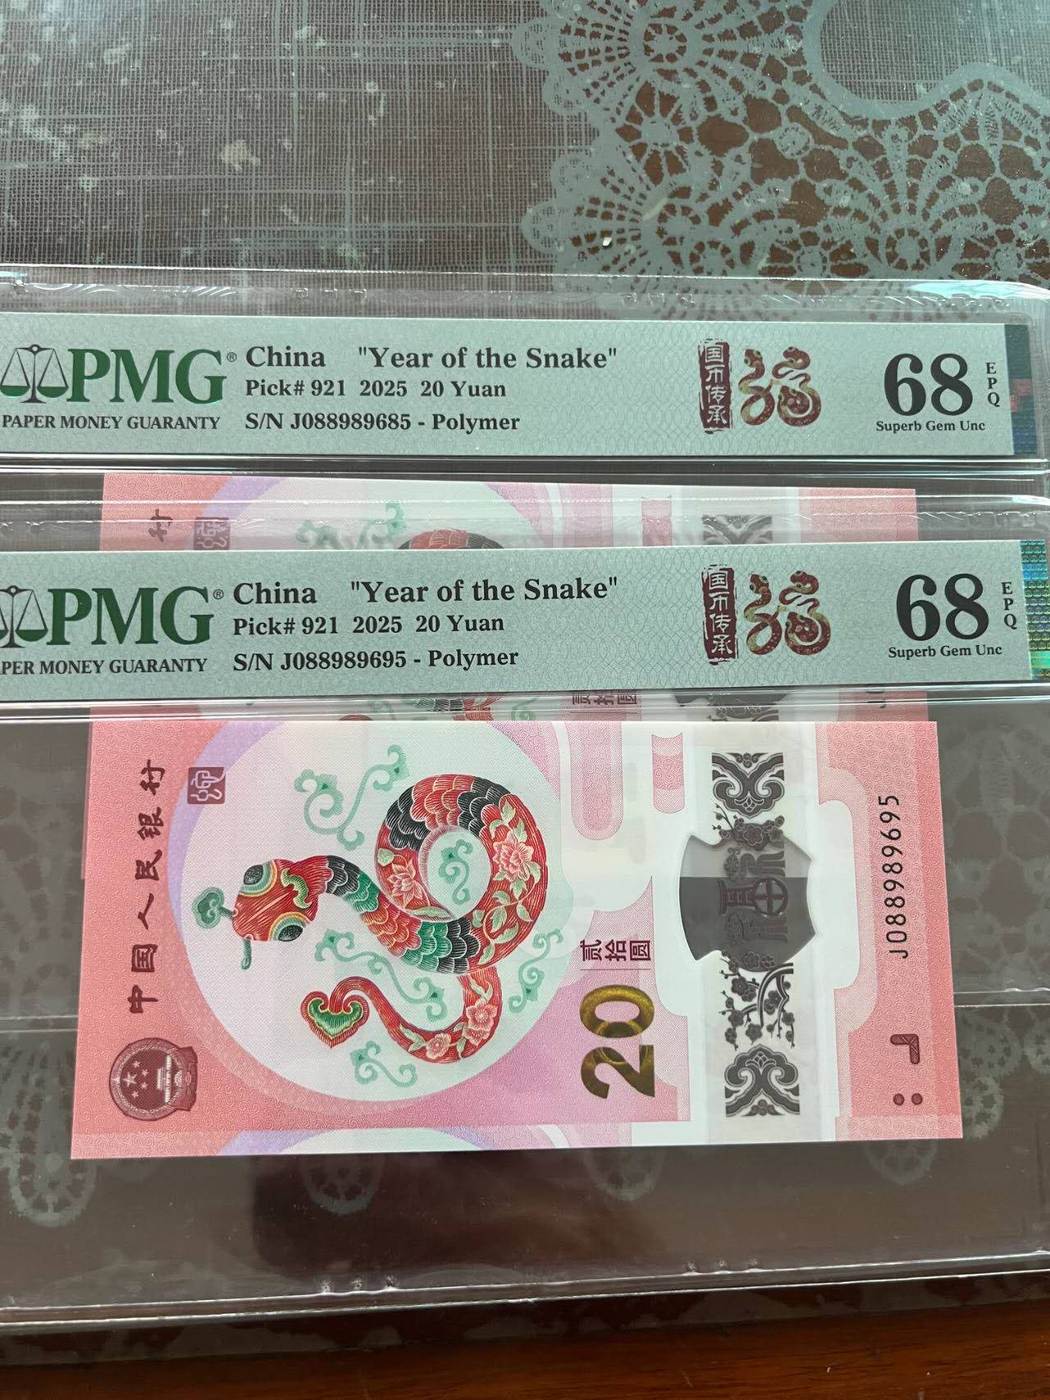 PMG®
PAPER MONEY GUARANTY
China "Year of the Snake"
Pick# 921 2025 20 Yuan
S/N J088989685 - Polymer
国币传承
福
68
EPQ
Superb Gem Unc
PMG®
PER MONEY GUARANTY
China "Year of the Snake"
Pick# 921 2025 20 Yuan
S/N J088989695 - Polymer
国币传承
福
68
EPQ
Superb Gem Unc
中国人民银行
贰拾圆
20
J088989695